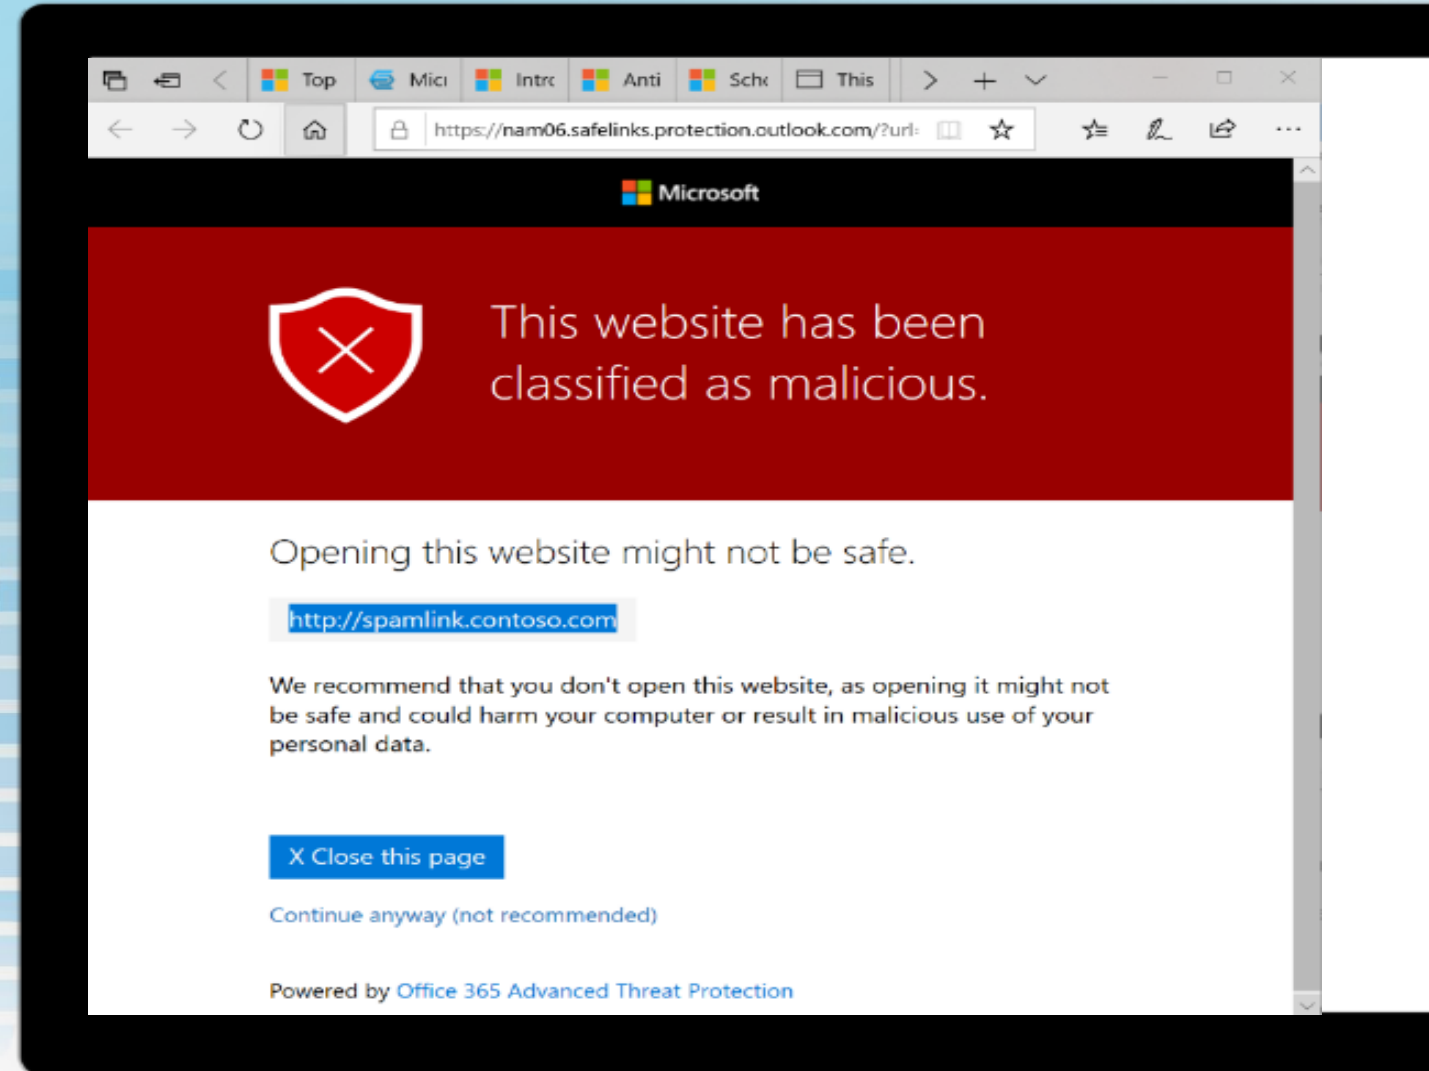 Top
Intro
Anti
This
https://nam06.safelinks.protection.outlook.com/?url=
Microsoft
This website has been
classified as malicious.
Opening this website might not be safe.
http://spamlink.contoso.com
We recommend that you don't open this website, as opening it might not
be safe and could harm your computer or result in malicious use of your
personal data.
X Close this page
Continue anyway (not recommended)
Powered by Office 365 Advanced Threat Protection